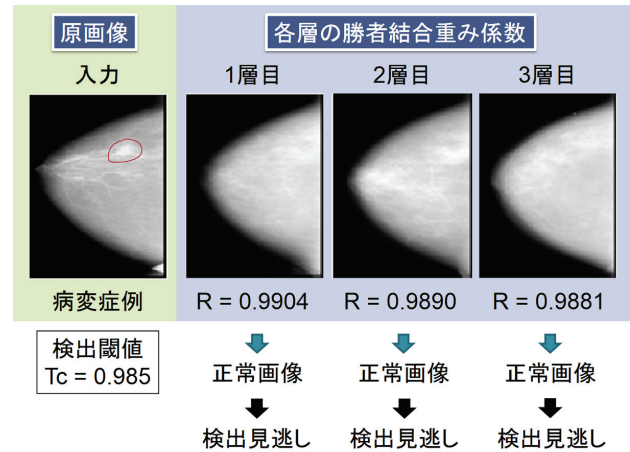 原画像
各層の勝者結合重み係数
入力
1層目
2層目
3層目
病変症例
R = 0.9904
R = 0.9890
R = 0.9881
検出閾値
Tc = 0.985
正常画像
正常画像
正常画像
検出見逃し
検出見逃し
検出見逃し